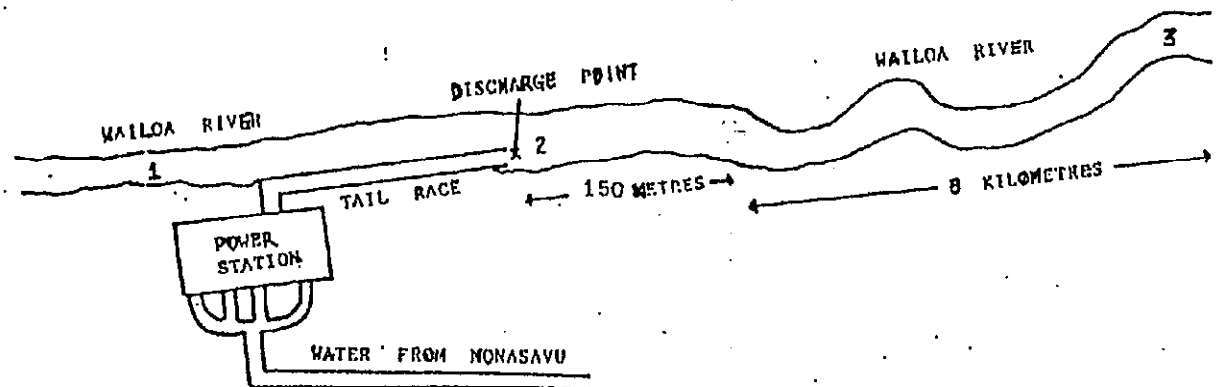 WAILOA RIVER
DISCHARGE POINT
WAILOA RIVER
1
2
3
TAIL RACE
150 METRES
8 KILOMETRES
POWER
STATION
WATER FROM MONASAVU